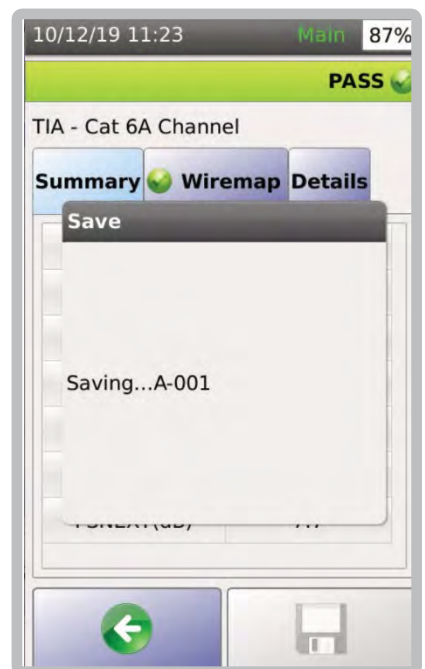 10/12/19 11:23 Main 87%
PASS
TIA - Cat 6A Channel
Summary Wiremap Details
Save
Saving...A-001